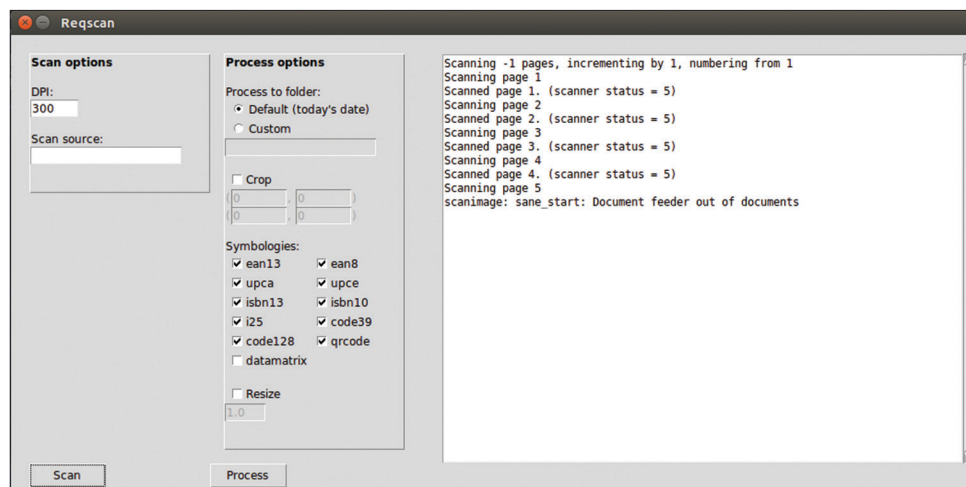 Reqscan
Scan options
DPI:
300
Scan source:
Process options
Process to folder:
Default (today's date)
Custom
Crop
(0 , 0 )
(0 , 0 )
Symbologies:
ean13 ean8
upca upce
isbn13 isbn10
i25 code39
code128 qrcode
datamatrix
Resize
1.0
Scanning -1 pages, incrementing by 1, numbering from 1
Scanning page 1
Scanned page 1. (scanner status = 5)
Scanning page 2
Scanned page 2. (scanner status = 5)
Scanning page 3
Scanned page 3. (scanner status = 5)
Scanning page 4
Scanned page 4. (scanner status = 5)
Scanning page 5
scanimage: sane_start: Document feeder out of documents
Scan
Process